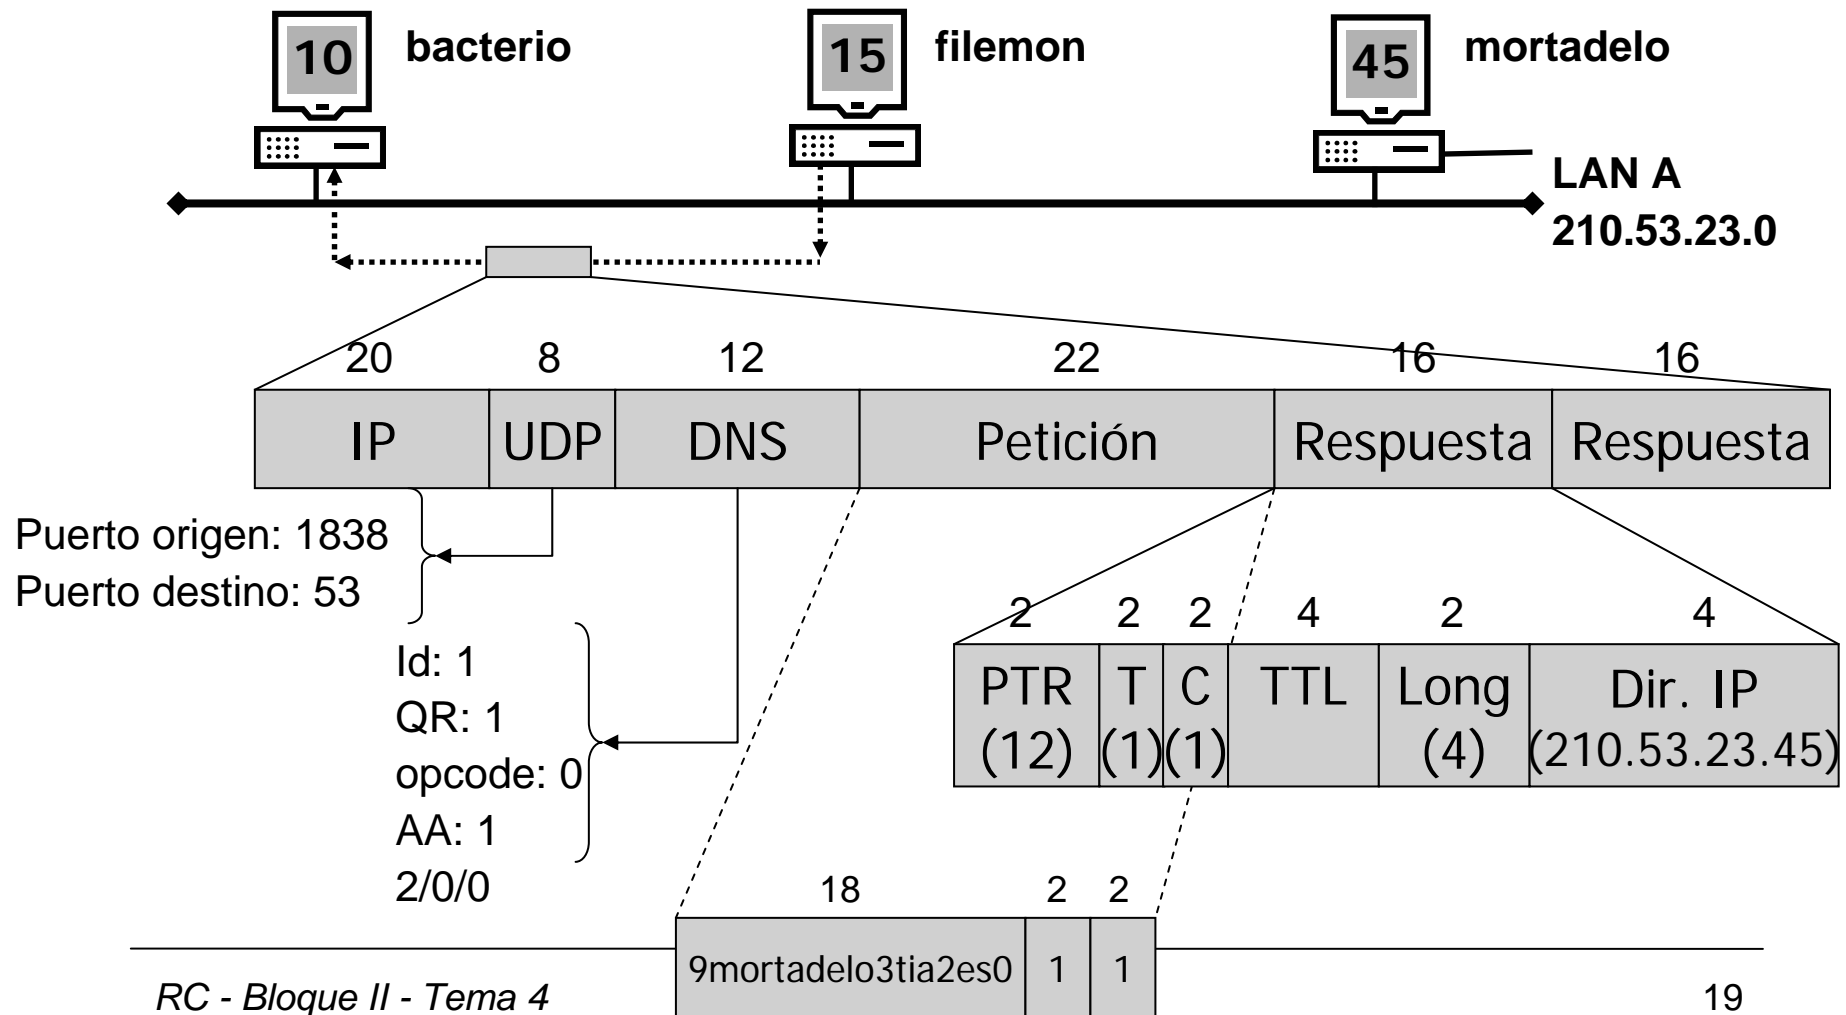 10 bacterio
15 filemon
45 mortadelo
LAN A
210.53.23.0
20 8 12 22 16 16
IP UDP DNS Petición Respuesta Respuesta
Puerto origen: 1838
Puerto destino: 53
2 2 2 4 2 4
PTR T C TTL Long Dir. IP
(12) (1) (1) (4) (210.53.23.45)
Id: 1
QR: 1
opcode: 0
AA: 1
2/0/0
18 2 2
9mortadelo3tia2es0 1 1
RC - Bloque II - Tema 4
19